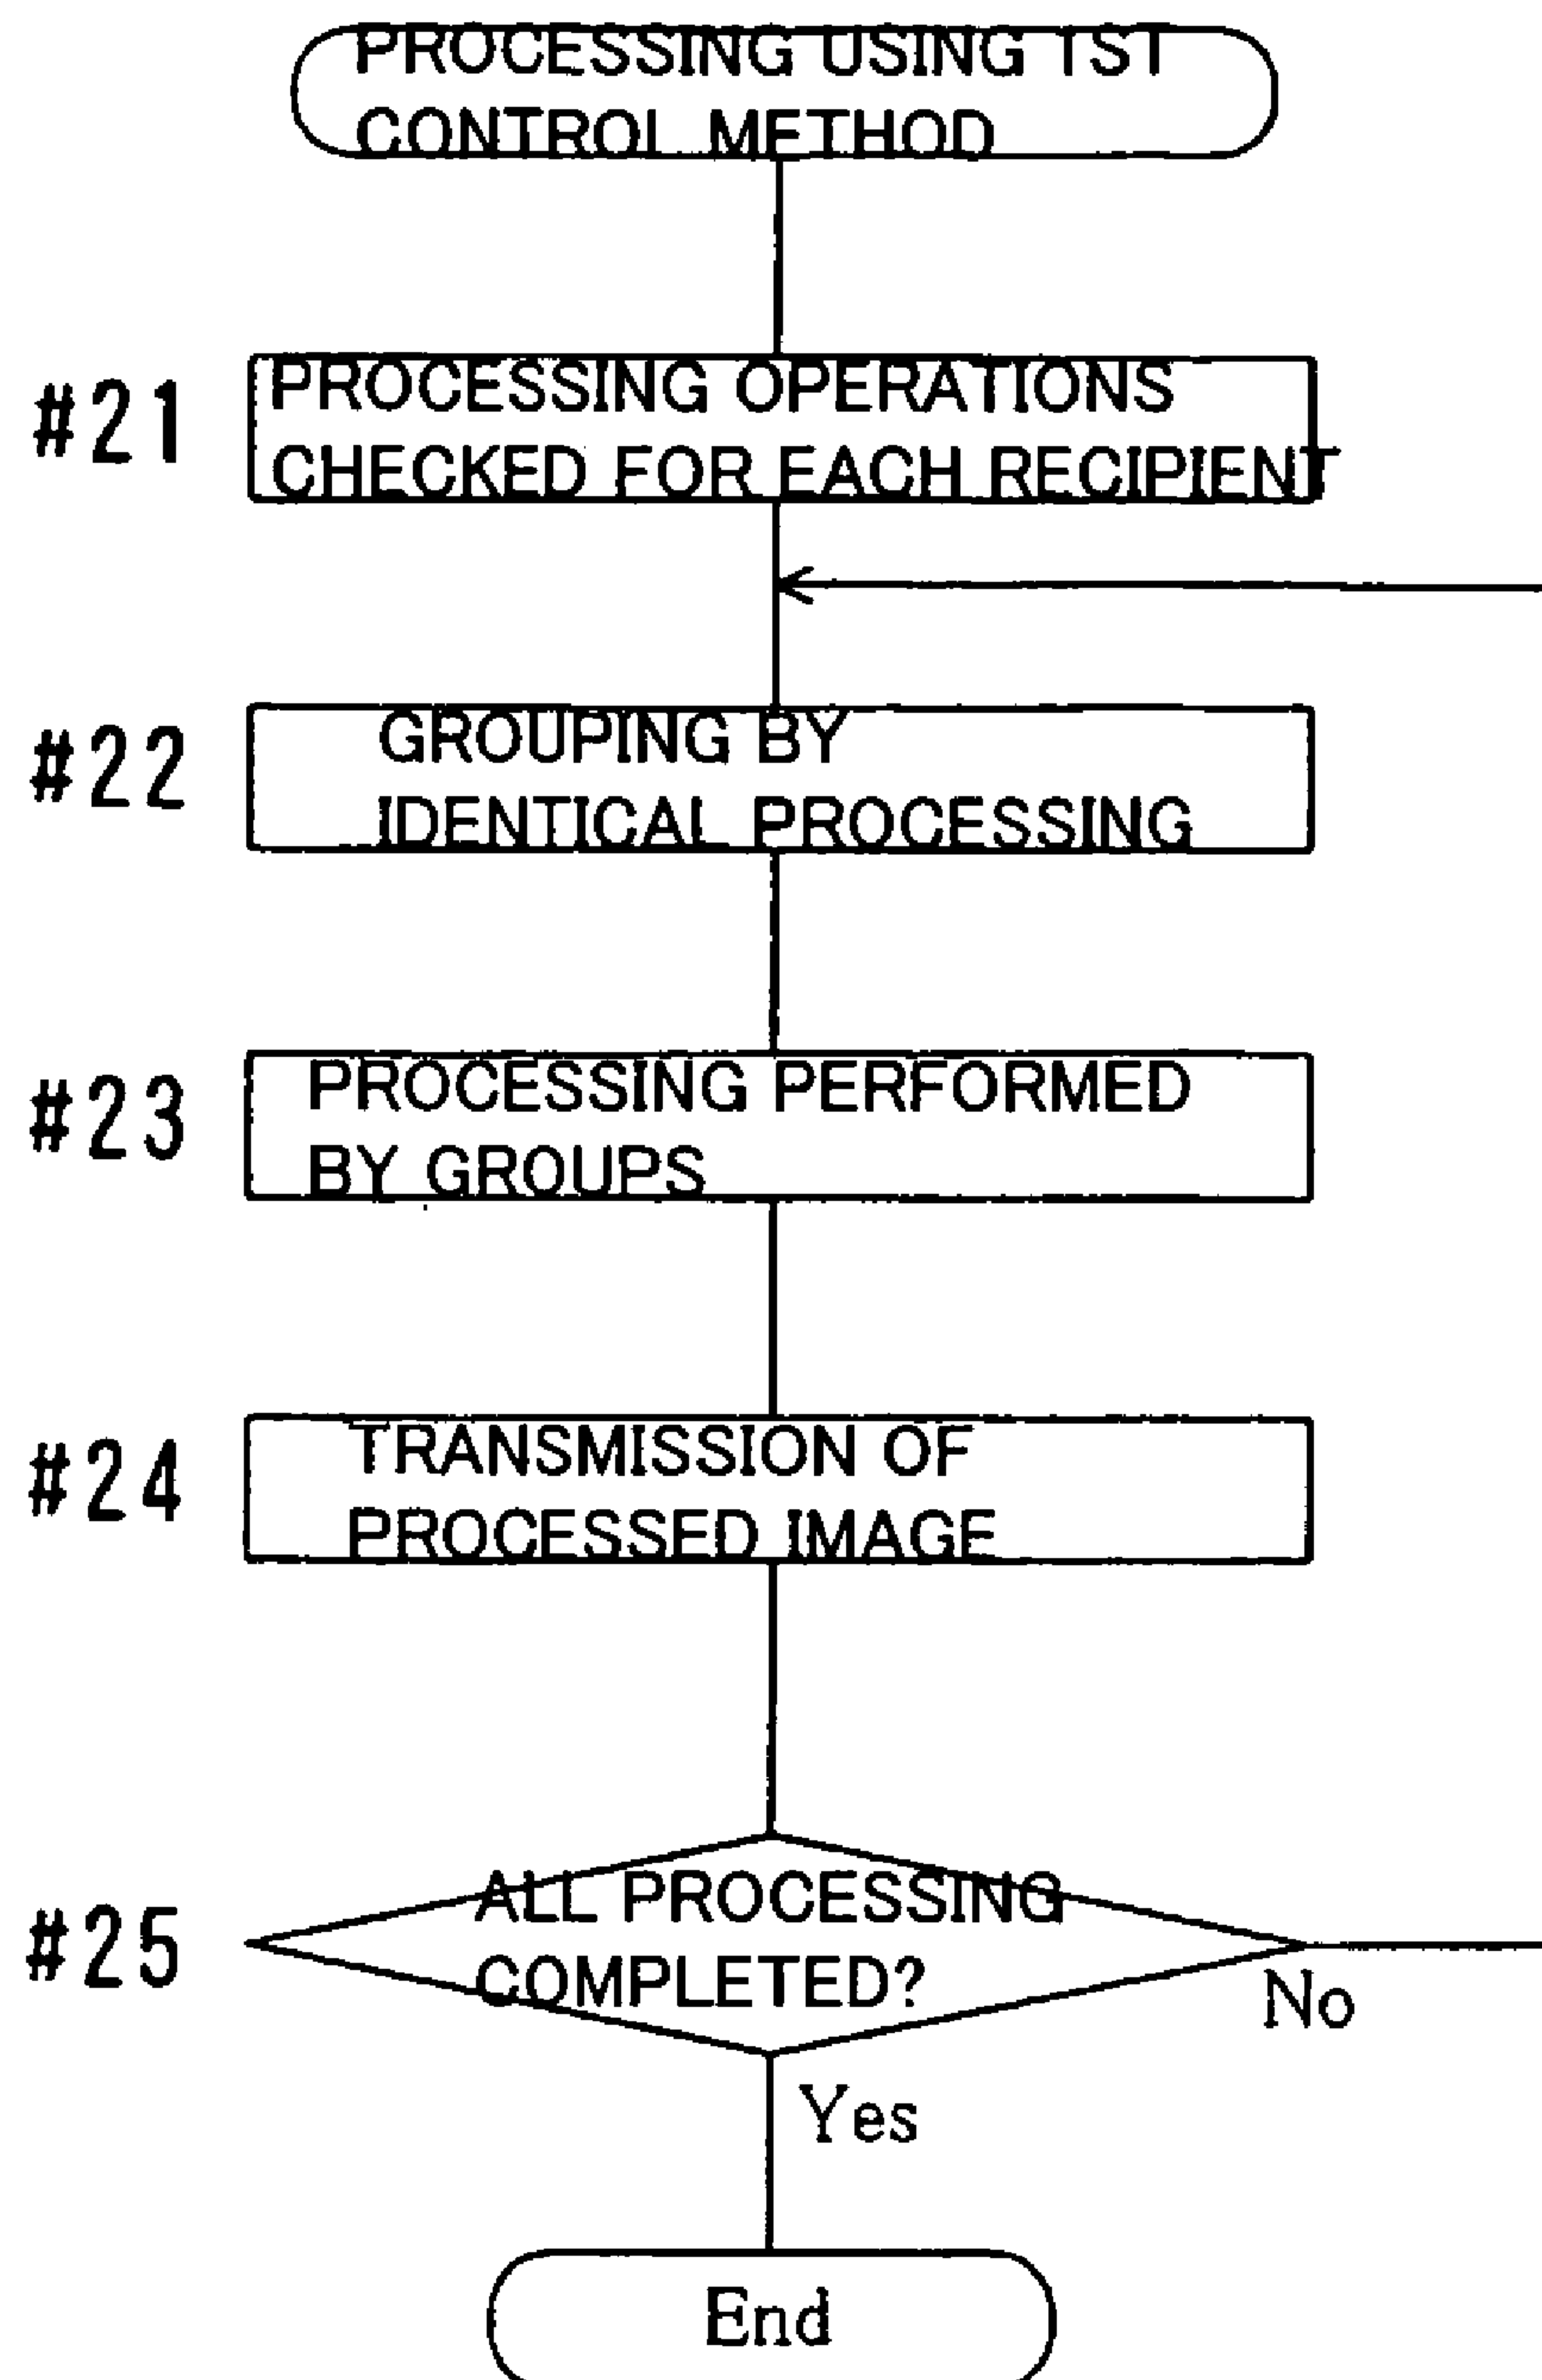 PROCESSING USING 1ST
CONTROL METHOD
#21
PROCESSING OPERATIONS
CHECKED FOR EACH RECIPIENT
#22
GROUPING BY
IDENTICAL PROCESSING
#23
PROCESSING PERFORMED
BY GROUPS
#24
TRANSMISSION OF
PROCESSED IMAGE
#25
ALL PROCESSING
COMPLETED?
No
Yes
End